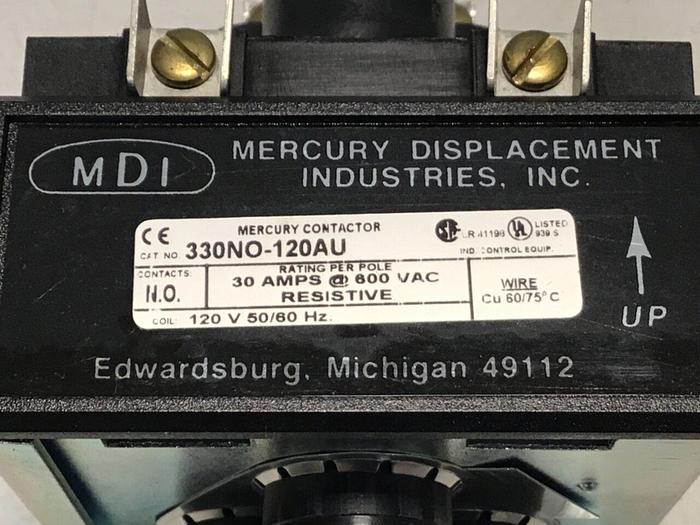 MDI
MERCURY DISPLACEMENT
INDUSTRIES, INC.
CE
MERCURY CONTACTOR
CAT NO. 330NO-120AU
LR 41198
LISTED
939 S
IND. CONTROL EQUIP.
CONTACTS:
N.O.
RATING PER POLE
30 AMPS @ 600 VAC
RESISTIVE
WIRE
Cu 60/75° C
COIL: 120 V 50/60 Hz.
UP
Edwardsburg, Michigan 49112